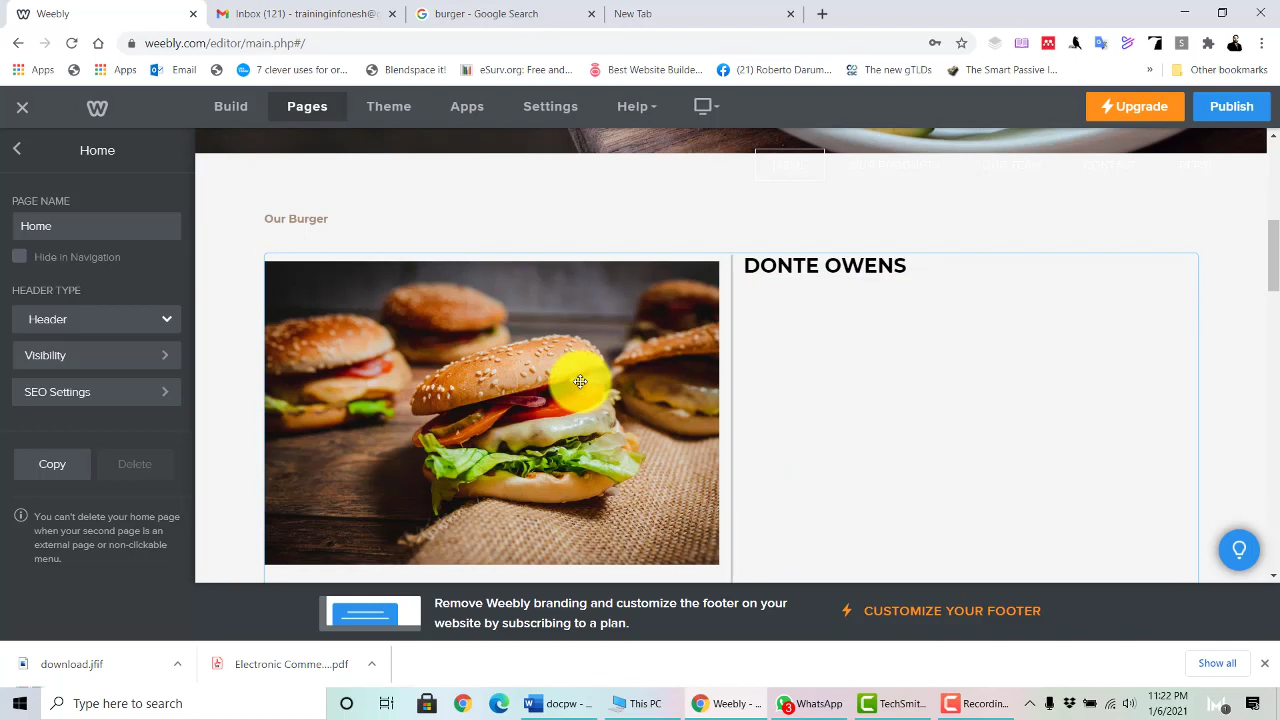 Weebly
Inbox (121) - traininginfonesh@g
burger - Google Search
New Tab
weebly.com/editor/main.php#/
Apps
Apps
Email
7 clever uses for or...
Blendspace it!
Surv.org: Free and...
Best Website Builde...
(21) Roberto Darum...
The new gTLDs
The Smart Passive I...
»
Other bookmarks
Build
Pages
Theme
Apps
Settings
Help
Upgrade
Publish
Home
PAGE NAME
Home
Hide in Navigation
HEADER TYPE
Header
Visibility
SEO Settings
Copy
Delete
You can't delete your home page
when your second page is an
external page or non-clickable
menu.
HOME
OUR TEAM
CONTACT
Our Burger
DONTE OWENS
Remove Weebly branding and customize the footer on your
website by subscribing to a plan.
CUSTOMIZE YOUR FOOTER
download.jfif
Electronic Comme....pdf
Show all
Type here to search
docpw - ...
This PC
Weebly - ...
3
WhatsApp
TechSmit...
Recordin...
11:22 PM
1/6/2021